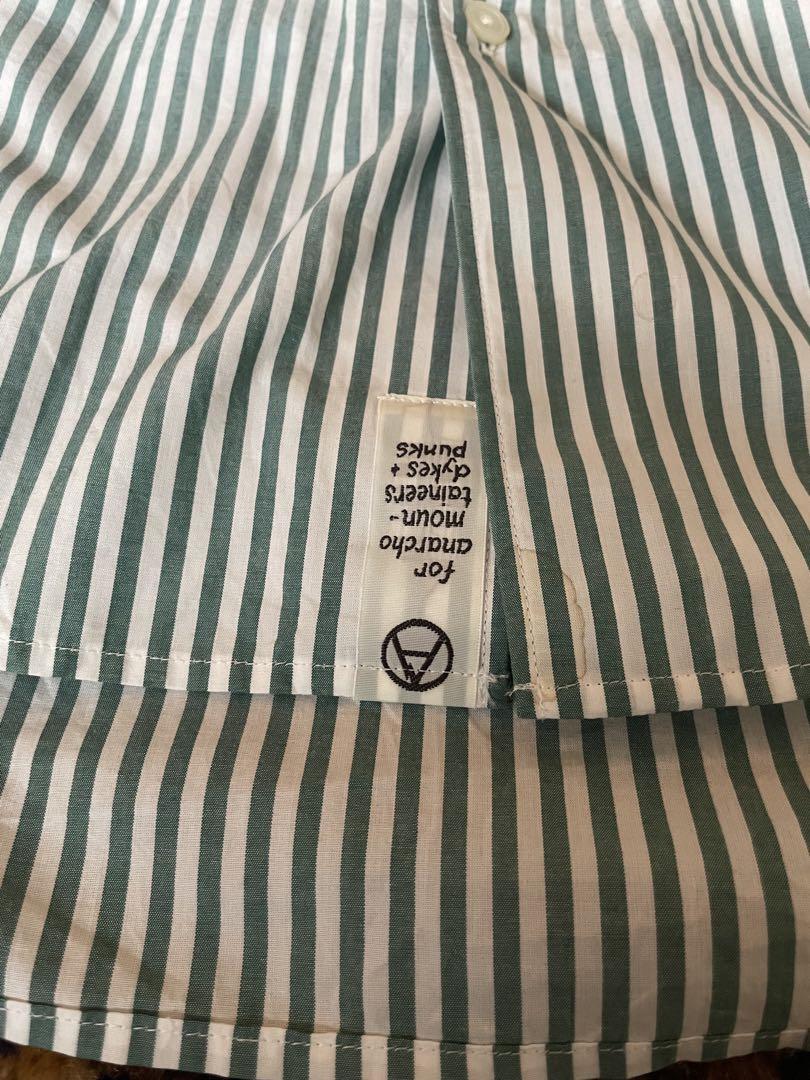 for
anarcho
moun-
taineers
dykes +
punks